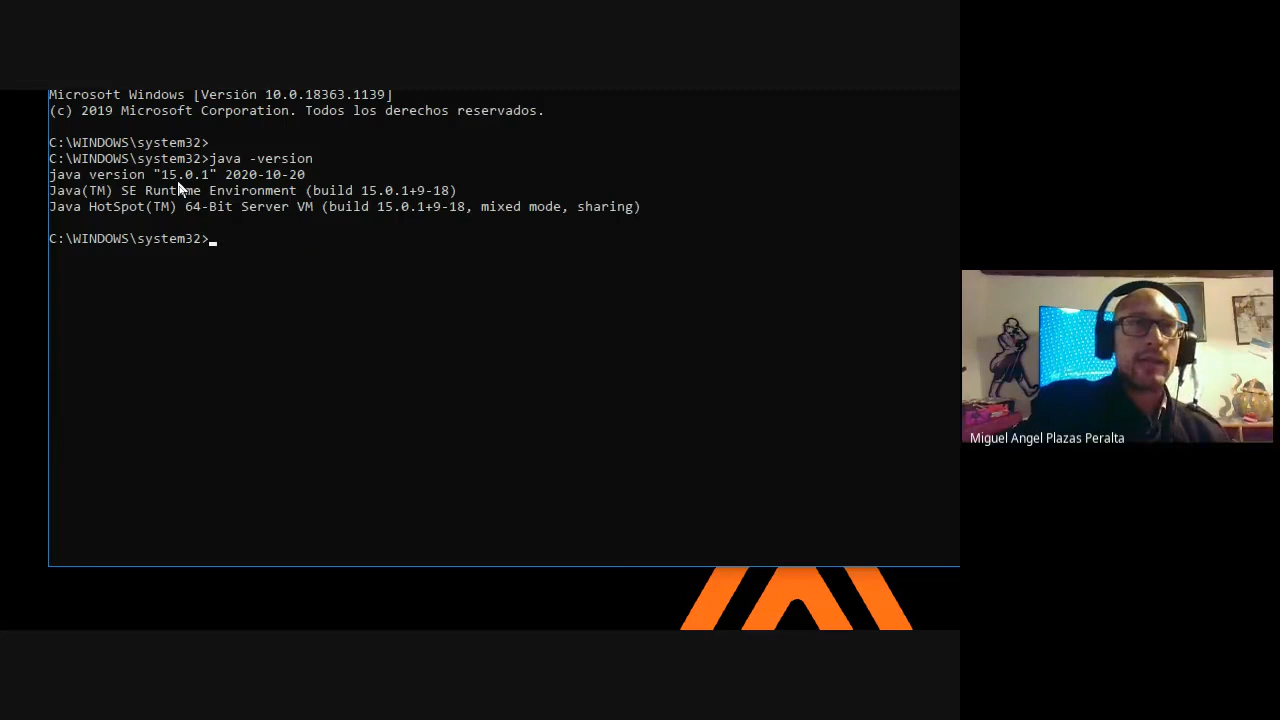 Microsoft Windows [Versión 10.0.18363.1139]
(c) 2019 Microsoft Corporation. Todos los derechos reservados.
C:\WINDOWS\system32>
C:\WINDOWS\system32>java -version
java version "15.0.1" 2020-10-20
Java(TM) SE Runtime Environment (build 15.0.1+9-18)
Java HotSpot(TM) 64-Bit Server VM (build 15.0.1+9-18, mixed mode, sharing)
C:\WINDOWS\system32>
Miguel Angel Plazas Peralta